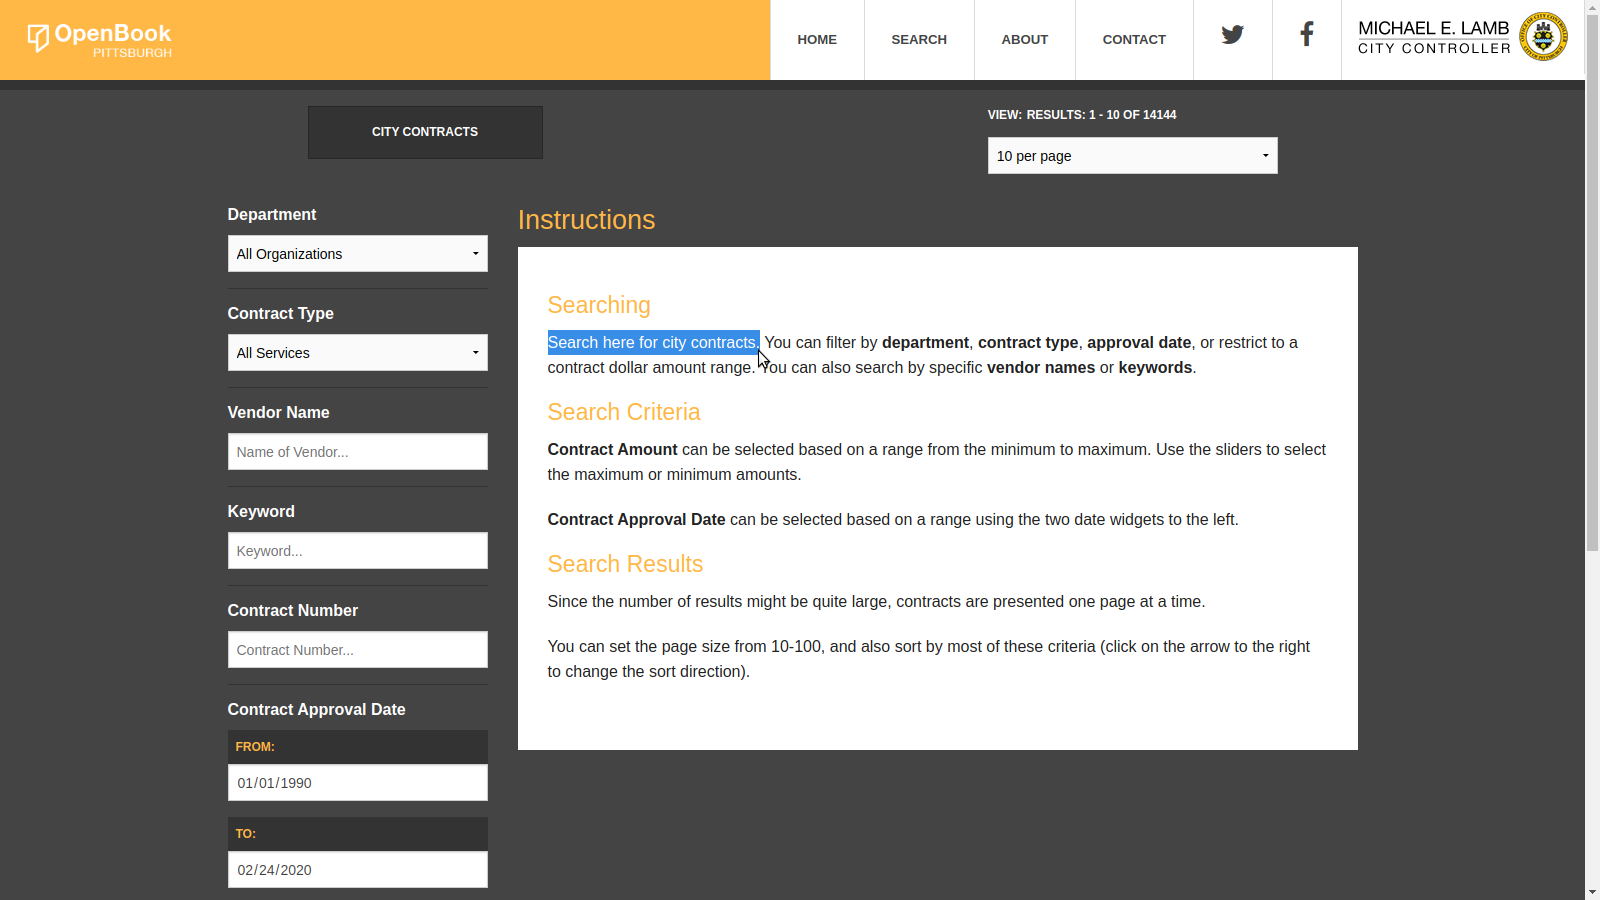 OpenBook
PITTSBURGH
HOME
SEARCH
ABOUT
CONTACT
MICHAEL E. LAMB
CITY CONTROLLER
CITY CONTRACTS
VIEW: RESULTS: 1 - 10 OF 14144
10 per page
Department
All Organizations
Contract Type
All Services
Vendor Name
Name of Vendor...
Keyword
Keyword...
Contract Number
Contract Number...
Contract Approval Date
FROM:
01/01/1990
TO:
02/24/2020
Instructions
Searching
Search here for city contracts. You can filter by department, contract type, approval date, or restrict to a
contract dollar amount range. You can also search by specific vendor names or keywords.
Search Criteria
Contract Amount can be selected based on a range from the minimum to maximum. Use the sliders to select
the maximum or minimum amounts.
Contract Approval Date can be selected based on a range using the two date widgets to the left.
Search Results
Since the number of results might be quite large, contracts are presented one page at a time.
You can set the page size from 10-100, and also sort by most of these criteria (click on the arrow to the right
to change the sort direction).